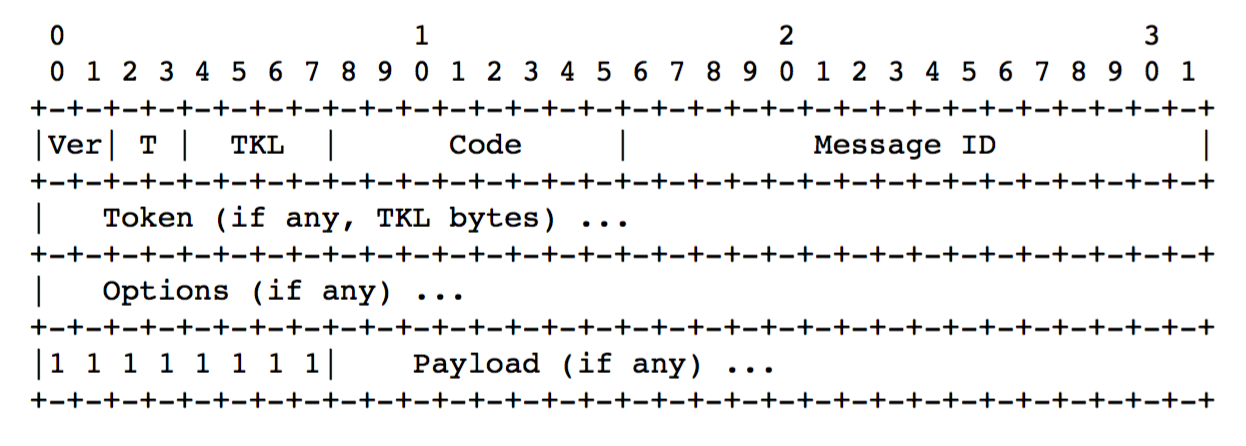 0                   1                   2                   3
 0 1 2 3 4 5 6 7 8 9 0 1 2 3 4 5 6 7 8 9 0 1 2 3 4 5 6 7 8 9 0 1
+-+-+-+-+-+-+-+-+-+-+-+-+-+-+-+-+-+-+-+-+-+-+-+-+-+-+-+-+-+-+-+-+
|Ver| T |  TKL  |      Code     |          Message ID           |
+-+-+-+-+-+-+-+-+-+-+-+-+-+-+-+-+-+-+-+-+-+-+-+-+-+-+-+-+-+-+-+-+
|   Token (if any, TKL bytes) ...
+-+-+-+-+-+-+-+-+-+-+-+-+-+-+-+-+-+-+-+-+-+-+-+-+-+-+-+-+-+-+-+-+
|   Options (if any) ...
+-+-+-+-+-+-+-+-+-+-+-+-+-+-+-+-+-+-+-+-+-+-+-+-+-+-+-+-+-+-+-+-+
|1 1 1 1 1 1 1 1|    Payload (if any) ...
+-+-+-+-+-+-+-+-+-+-+-+-+-+-+-+-+-+-+-+-+-+-+-+-+-+-+-+-+-+-+-+-+